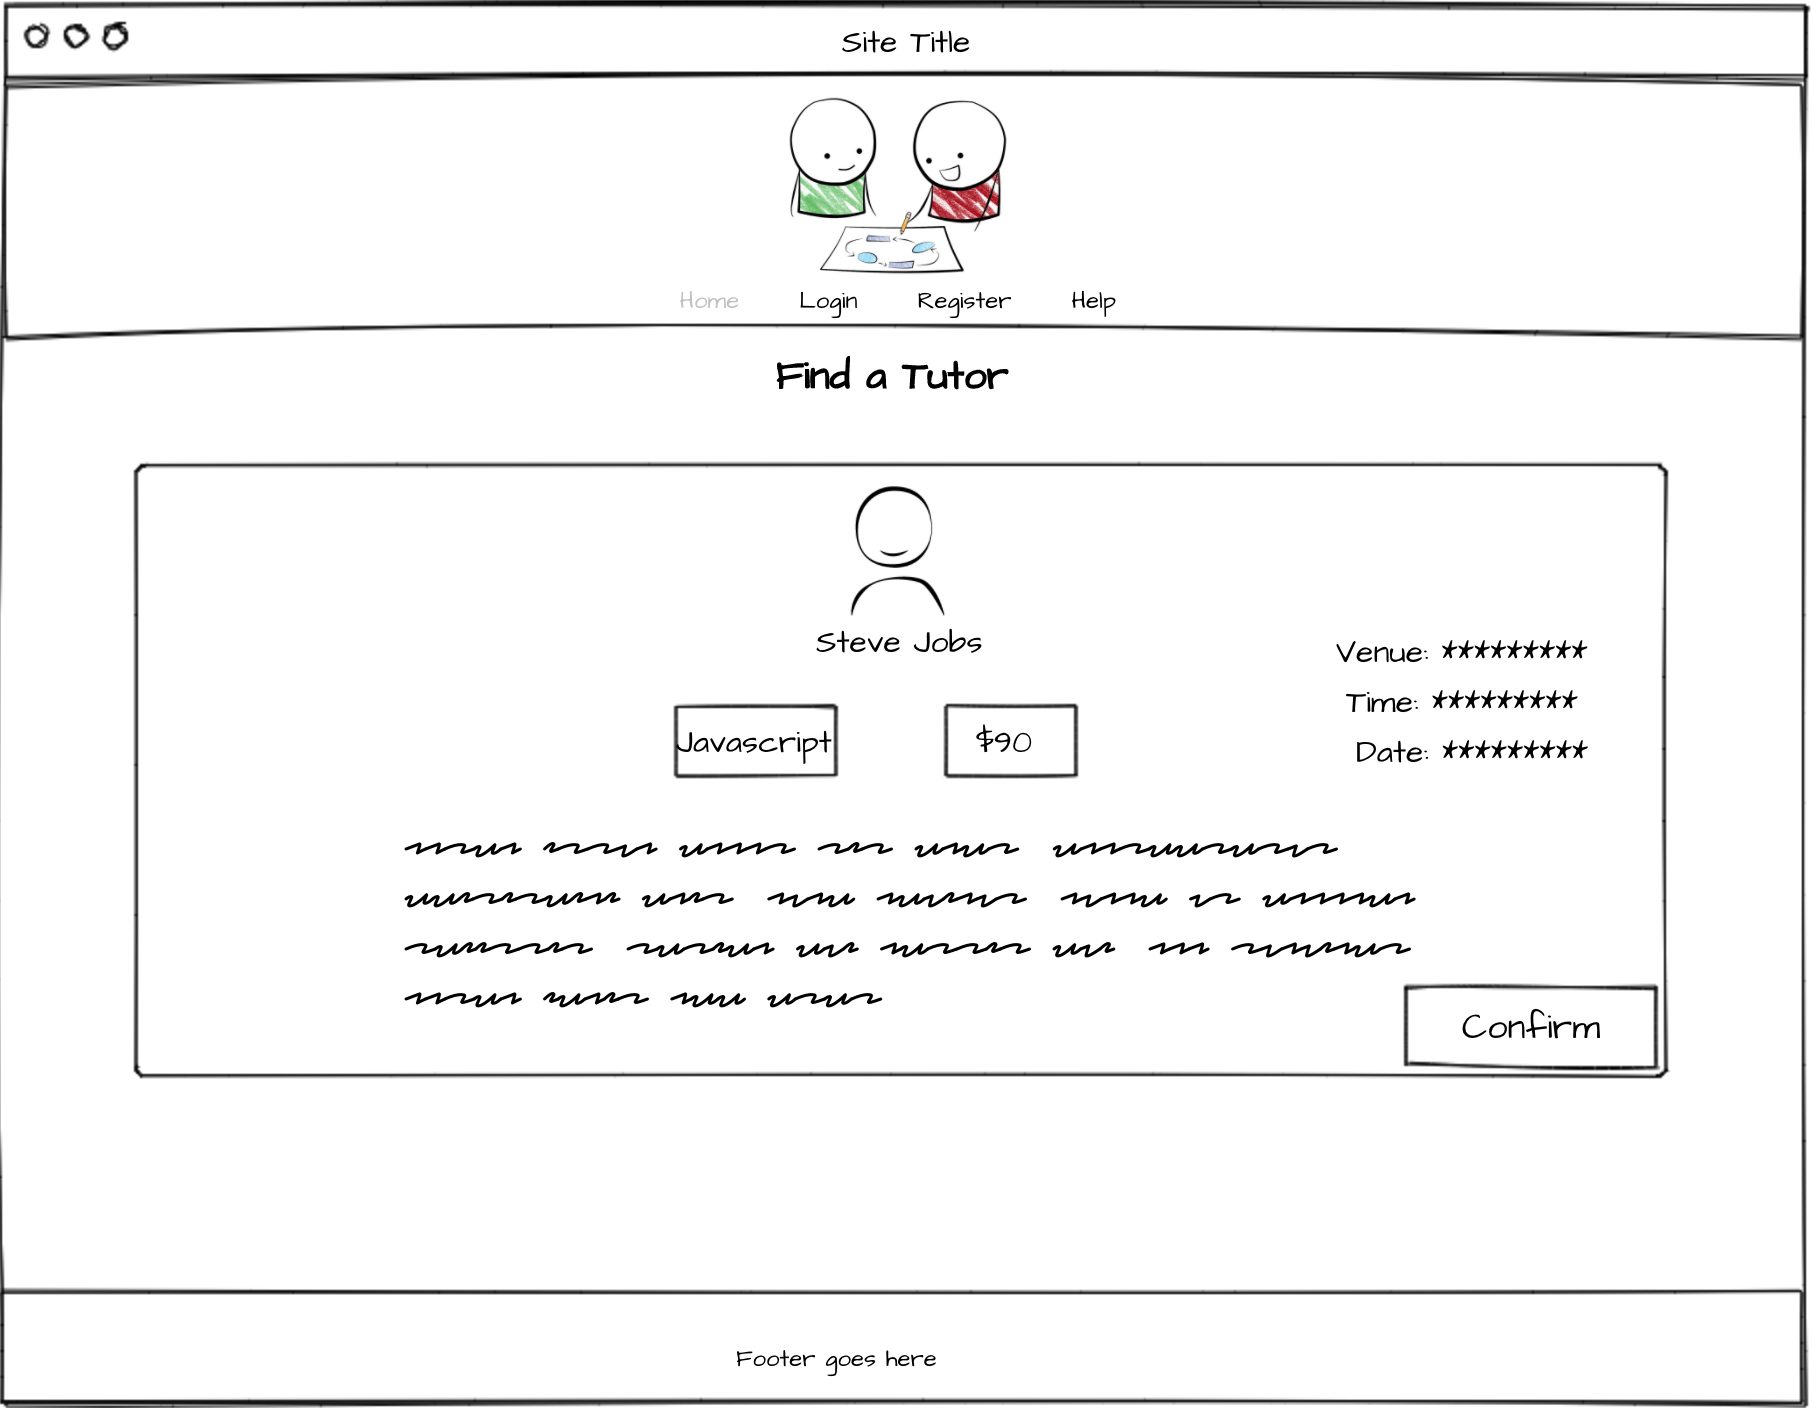 Site Title
Home Login Register Help
Find a Tutor
Steve Jobs
Venue: *********
Time: *********
Date: *********
Javascript $90
Confirm
Footer goes here